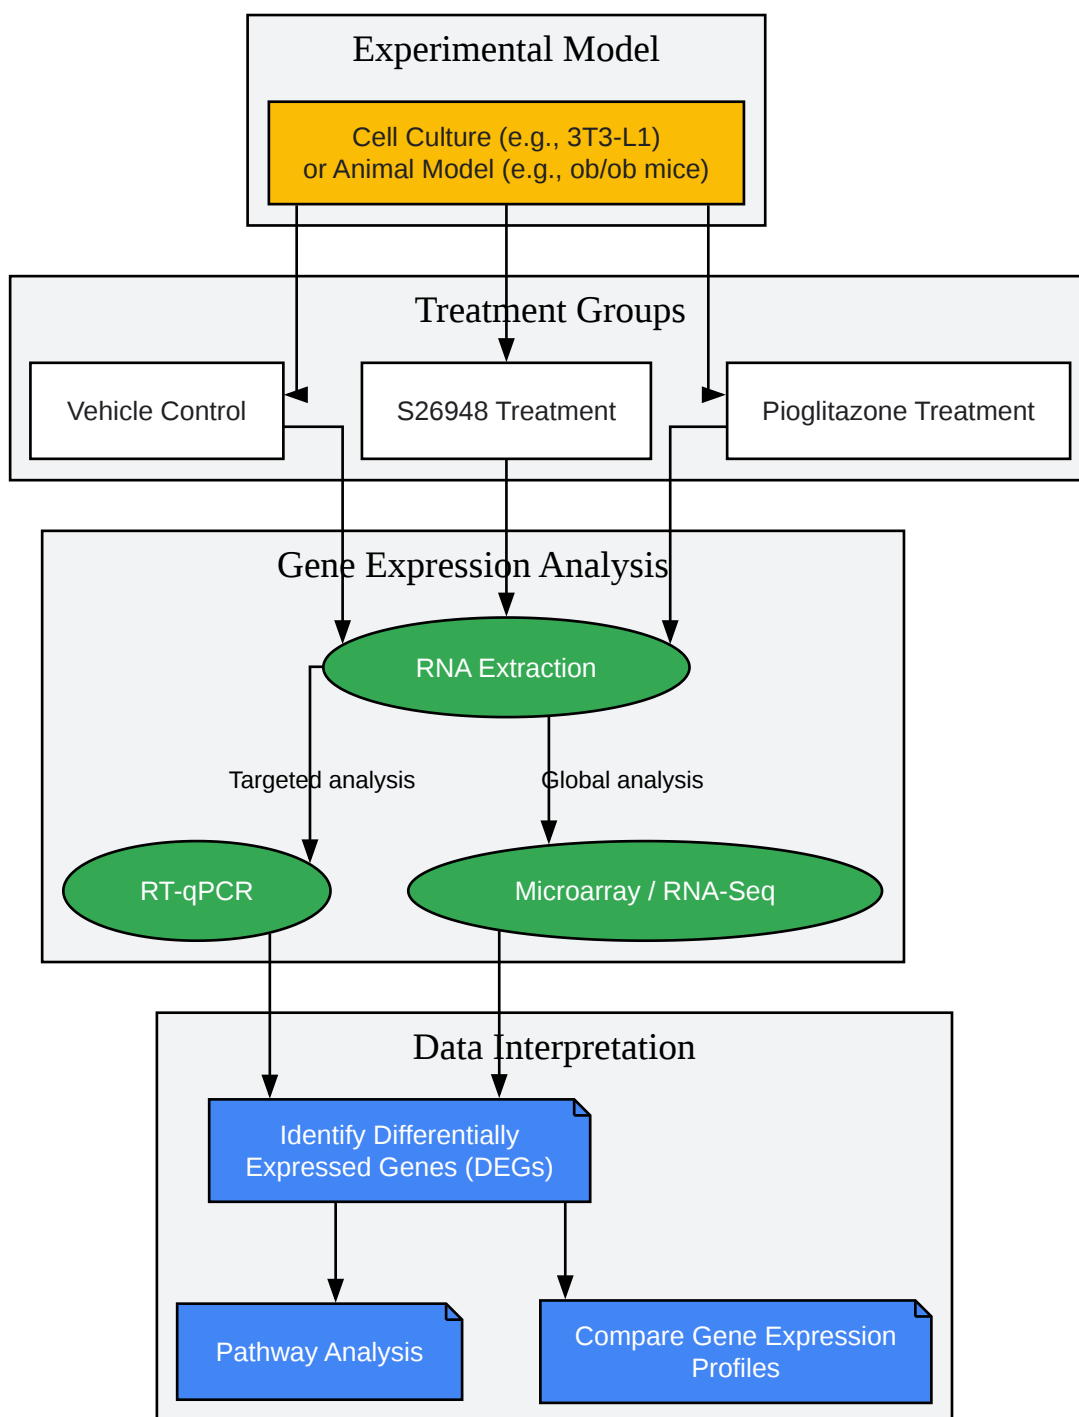 Experimental Model
Cell Culture (e.g., 3T3-L1)
or Animal Model (e.g., ob/ob mice)
Treatment Groups
Vehicle Control
S26948 Treatment
Pioglitazone Treatment
Gene Expression Analysis
RNA Extraction
Targeted analysis
Global analysis
RT-qPCR
Microarray / RNA-Seq
Data Interpretation
Identify Differentially
Expressed Genes (DEGs)
Pathway Analysis
Compare Gene Expression
Profiles